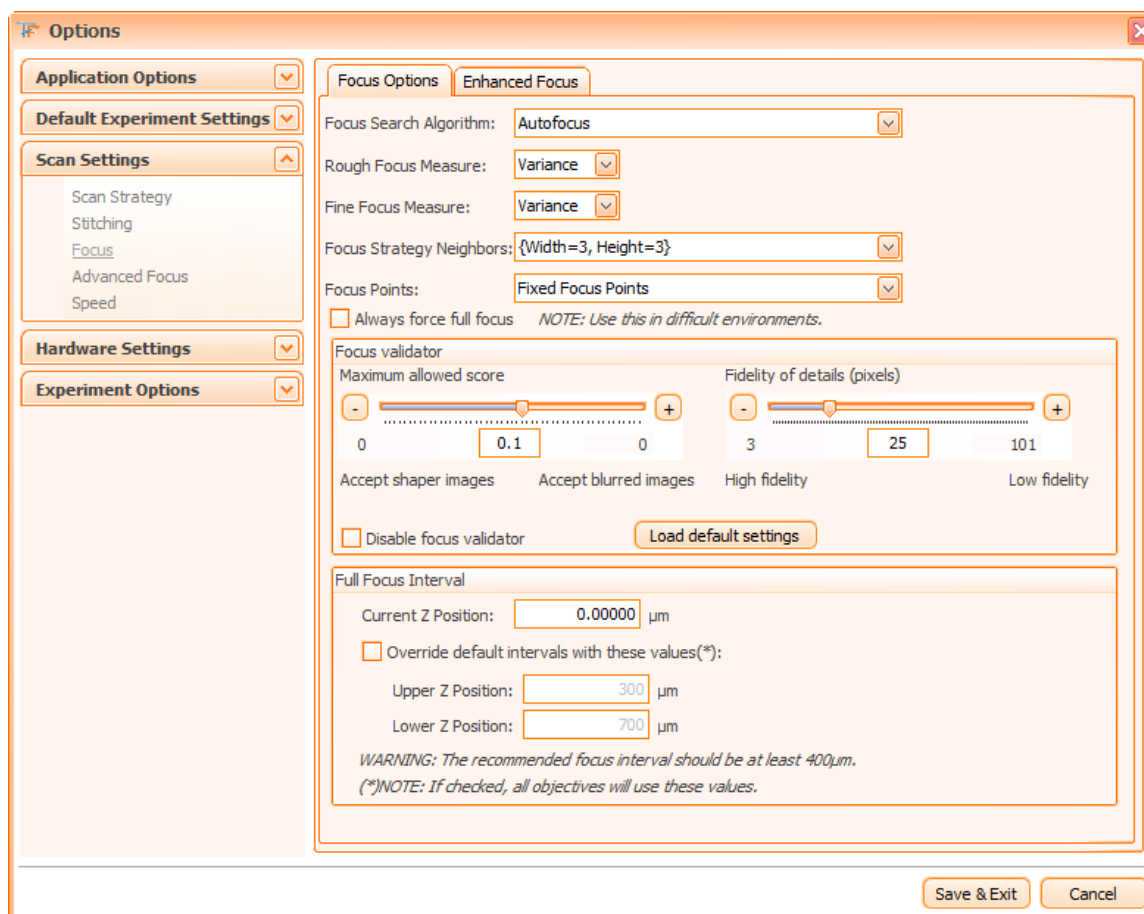 Options
Application Options
Default Experiment Settings
Scan Settings
Scan Strategy
Stitching
Focus
Advanced Focus
Speed
Hardware Settings
Experiment Options
Focus Options Enhanced Focus
Focus Search Algorithm: Autofocus
Rough Focus Measure: Variance
Fine Focus Measure: Variance
Focus Strategy Neighbors: {Width=3, Height=3}
Focus Points: Fixed Focus Points
Always force full focus NOTE: Use this in difficult environments.
Focus validator
Maximum allowed score Fidelity of details (pixels)
- + - +
0 0.1 0 3 25 101
Accept shaper images Accept blurred images High fidelity Low fidelity
Disable focus validator Load default settings
Full Focus Interval
Current Z Position: 0.00000 µm
Override default intervals with these values(*):
Upper Z Position: 300 µm
Lower Z Position: 700 µm
WARNING: The recommended focus interval should be at least 400µm.
(*)NOTE: If checked, all objectives will use these values.
Save & Exit Cancel